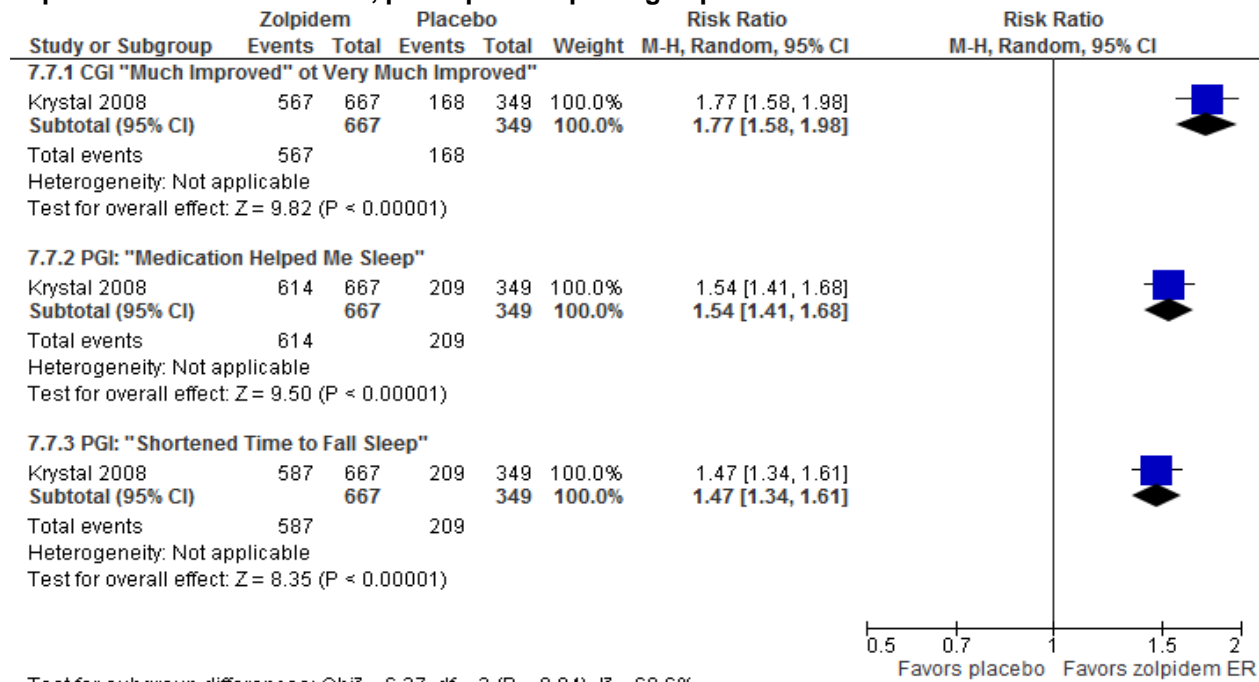 Zolpidem Placebo Risk Ratio Risk Ratio
Study or Subgroup Events Total Events Total Weight M-H, Random, 95% CI M-H, Random, 95% CI
7.7.1 CGI "Much Improved" ot Very Much Improved"
Krystal 2008 567 667 168 349 100.0% 1.77 [1.58, 1.98]
Subtotal (95% CI) 667 349 100.0% 1.77 [1.58, 1.98]
Total events 567 168
Heterogeneity: Not applicable
Test for overall effect: Z = 9.82 (P < 0.00001)
7.7.2 PGI: "Medication Helped Me Sleep"
Krystal 2008 614 667 209 349 100.0% 1.54 [1.41, 1.68]
Subtotal (95% CI) 667 349 100.0% 1.54 [1.41, 1.68]
Total events 614 209
Heterogeneity: Not applicable
Test for overall effect: Z = 9.50 (P < 0.00001)
7.7.3 PGI: "Shortened Time to Fall Sleep"
Krystal 2008 587 667 209 349 100.0% 1.47 [1.34, 1.61]
Subtotal (95% CI) 667 349 100.0% 1.47 [1.34, 1.61]
Total events 587 209
Heterogeneity: Not applicable
Test for overall effect: Z = 8.35 (P < 0.00001)
0.5 0.7 1 1.5 2
Favors placebo Favors zolpidem ER
Test for subgroup differences: